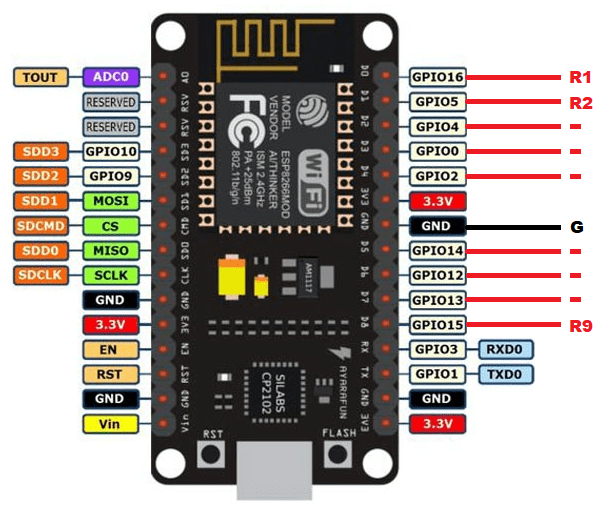 TOUT ADC0 A0 D0 GPIO16 R1
RESERVED RSV D1 GPIO5 R2
RESERVED RSV D2 GPIO4 -
SDD3 GPIO10 SD3 D3 GPIO0 -
SDD2 GPIO9 SD2 D4 GPIO2 -
SDD1 MOSI SD1 3V3 3.3V
SDCMD CS CMD GND GND G
SDD0 MISO SDO D5 GPIO14 -
SDCLK SCLK CLK D6 GPIO12 -
GND GND D7 GPIO13 -
3.3V 3V3 D8 GPIO15 R9
EN EN RX GPIO3 RXD0
RST RST TX GPIO1 TXD0
GND GND GND GND
Vin Vin 3V3 3.3V
MODEL
VENDOR
ESP8266MOD
AI/THINKER
ISM 2.4GHz
PA +25dBm
802.11b/g/n
FC
Wi Fi
AM1117
SILABS
CP2102
AYARAFUN
RST
FLASH